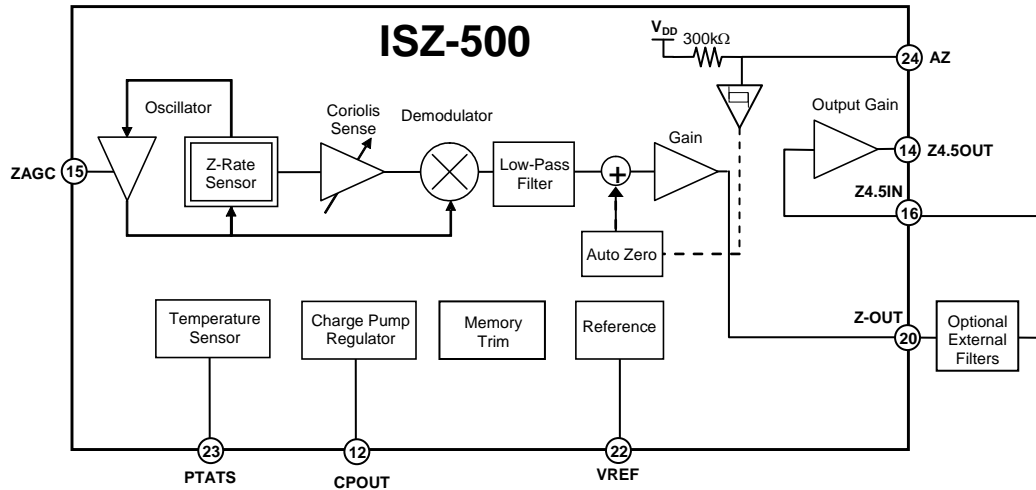 ISZ-500
VDD
300kΩ
24
AZ
Oscillator
Coriolis
Sense
Demodulator
Output Gain
ZAGC
15
Z-Rate
Sensor
Low-Pass
Filter
+
Gain
14
Z4.5OUT
Z4.5IN
16
Auto Zero
Temperature
Sensor
Charge Pump
Regulator
Memory
Trim
Reference
Z-OUT
20
Optional
External
Filters
23
PTATS
12
CPOUT
22
VREF